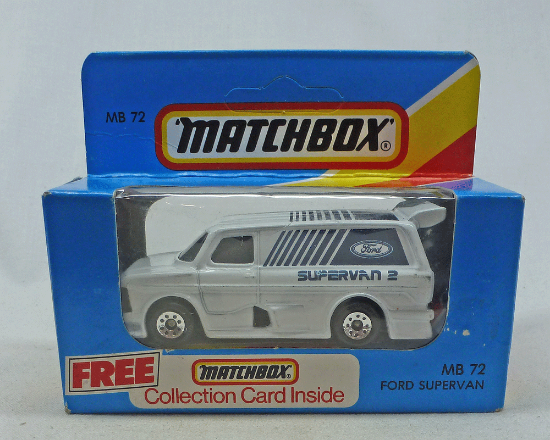 MB 72
"MATCHBOX"®
Ford
SUPERVAN 2
FREE
"MATCHBOX"®
Collection Card Inside
MB 72
FORD SUPERVAN